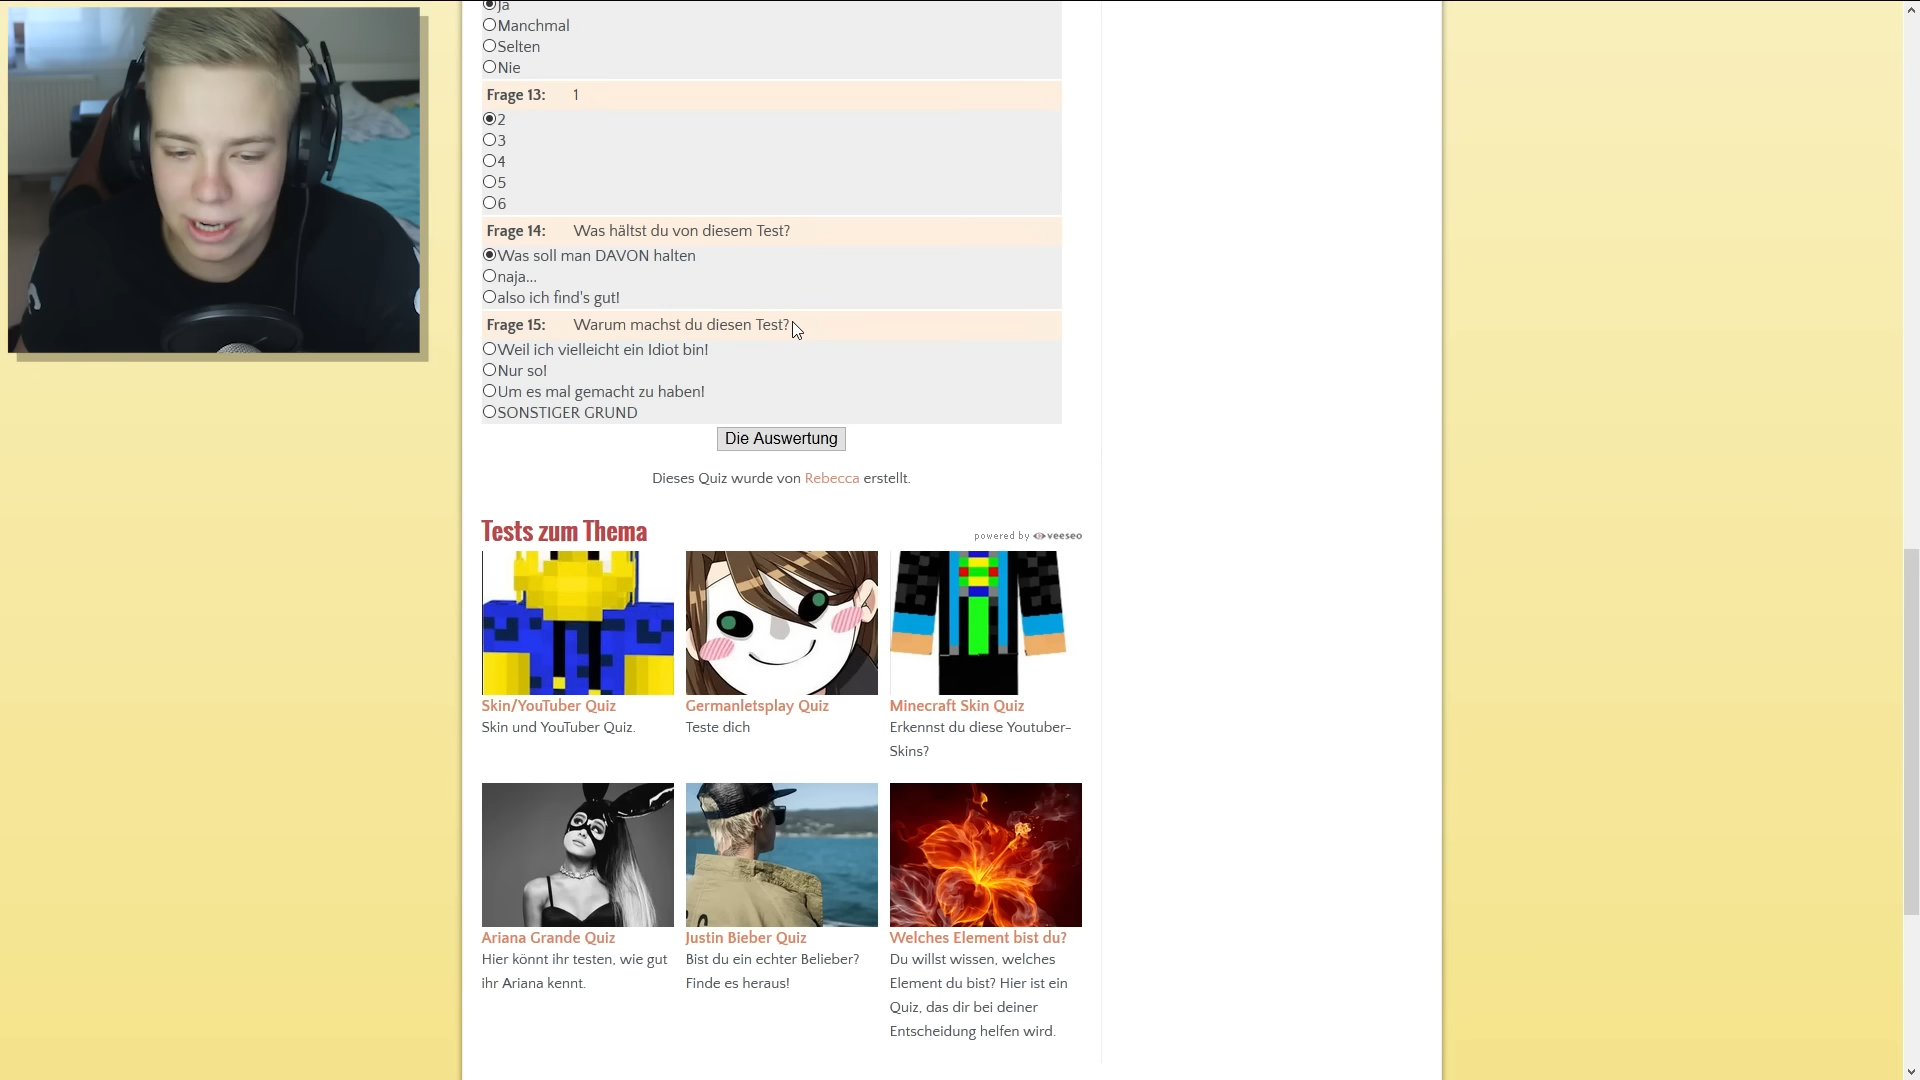 Ja
Manchmal
Selten
Nie
Frage 13: 1
2
3
4
5
6
Frage 14: Was hältst du von diesem Test?
Was soll man DAVON halten
naja...
also ich find's gut!
Frage 15: Warum machst du diesen Test?
Weil ich vielleicht ein Idiot bin!
Nur so!
Um es mal gemacht zu haben!
SONSTIGER GRUND
Die Auswertung
Dieses Quiz wurde von Rebecca erstellt.
Tests zum Thema
powered by veeseo
Skin/YouTuber Quiz
Skin und YouTuber Quiz.
Germanletsplay Quiz
Teste dich
Minecraft Skin Quiz
Erkennst du diese Youtuber-
Skins?
Ariana Grande Quiz
Hier könnt ihr testen, wie gut
ihr Ariana kennt.
Justin Bieber Quiz
Bist du ein echter Belieber?
Finde es heraus!
Welches Element bist du?
Du willst wissen, welches
Element du bist? Hier ist ein
Quiz, das dir bei deiner
Entscheidung helfen wird.